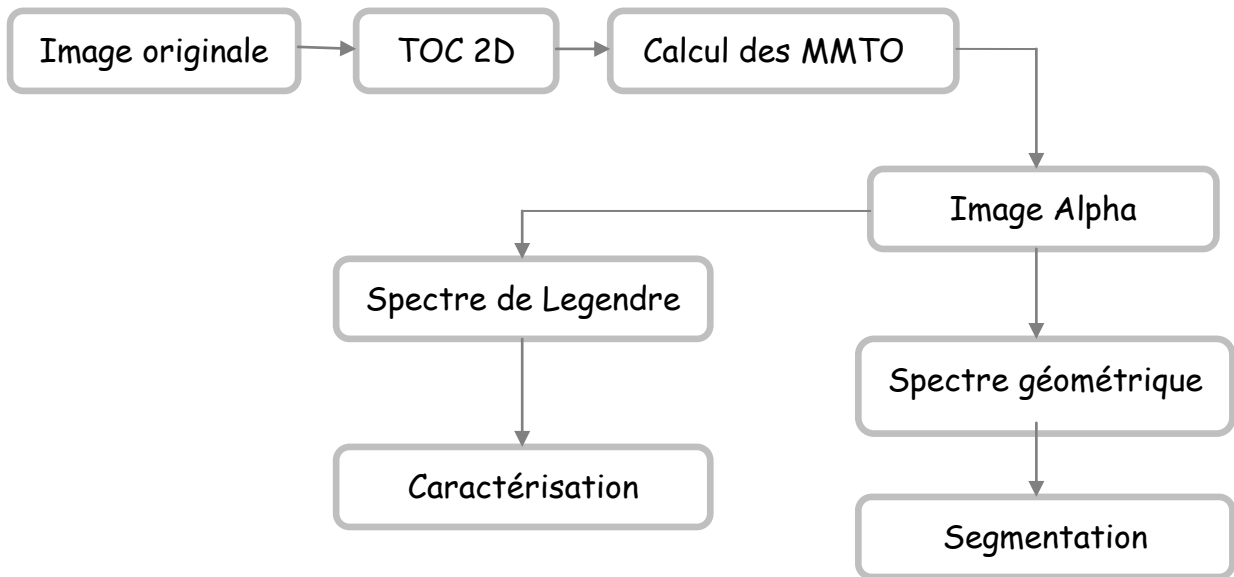 Image originale
TOC 2D
Calcul des MMTO
Image Alpha
Spectre de Legendre
Spectre géométrique
Caractérisation
Segmentation